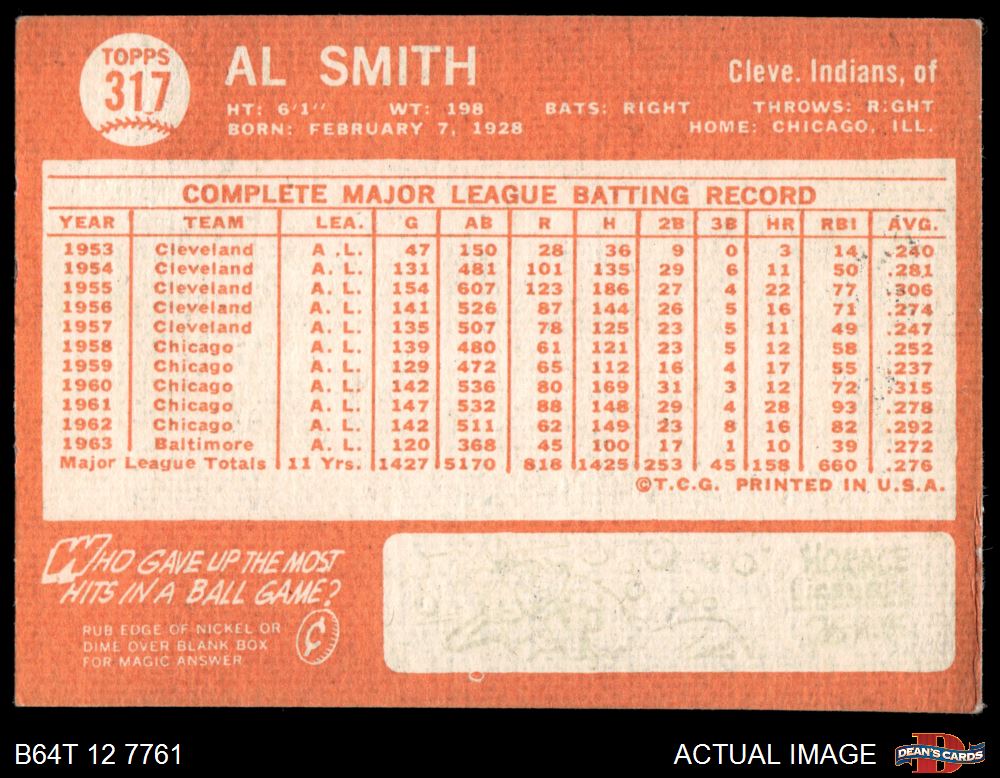 TOPPS
317
AL SMITH
Cleve. Indians, of
HT: 6'1" WT: 198 BATS: RIGHT THROWS: RIGHT
BORN: FEBRUARY 7, 1928 HOME: CHICAGO, ILL.
COMPLETE MAJOR LEAGUE BATTING RECORD
YEAR TEAM LEA. G AB R H 2B 3B HR RBI AVG.
1953 Cleveland A.L. 47 150 28 36 9 0 3 14 .240
1954 Cleveland A. L. 131 481 101 135 29 6 11 50 .281
1955 Cleveland A. L. 154 607 123 186 27 4 22 77 .306
1956 Cleveland A. L. 141 526 87 144 26 5 16 71 .274
1957 Cleveland A. L. 135 507 78 125 23 5 11 49 .247
1958 Chicago A. L. 139 480 61 121 23 5 12 58 .252
1959 Chicago A. L. 129 472 65 112 16 4 17 55 .237
1960 Chicago A. L. 142 536 80 169 31 3 12 72 .315
1961 Chicago A. L. 147 532 88 148 29 4 28 93 .278
1962 Chicago A. L. 142 511 62 149 23 8 16 82 .292
1963 Baltimore A. L. 120 368 45 100 17 1 10 39 .272
Major League Totals 11 Yrs. 1427 5170 818 1425 253 45 158 660 .276
©T.C.G. PRINTED IN U.S.A.
WHO GAVE UP THE MOST
HITS IN A BALL GAME?
RUB EDGE OF NICKEL OR
DIME OVER BLANK BOX
FOR MAGIC ANSWER
¢
HORACE
B64T 12 7761
ACTUAL IMAGE
DEAN'S CARDS